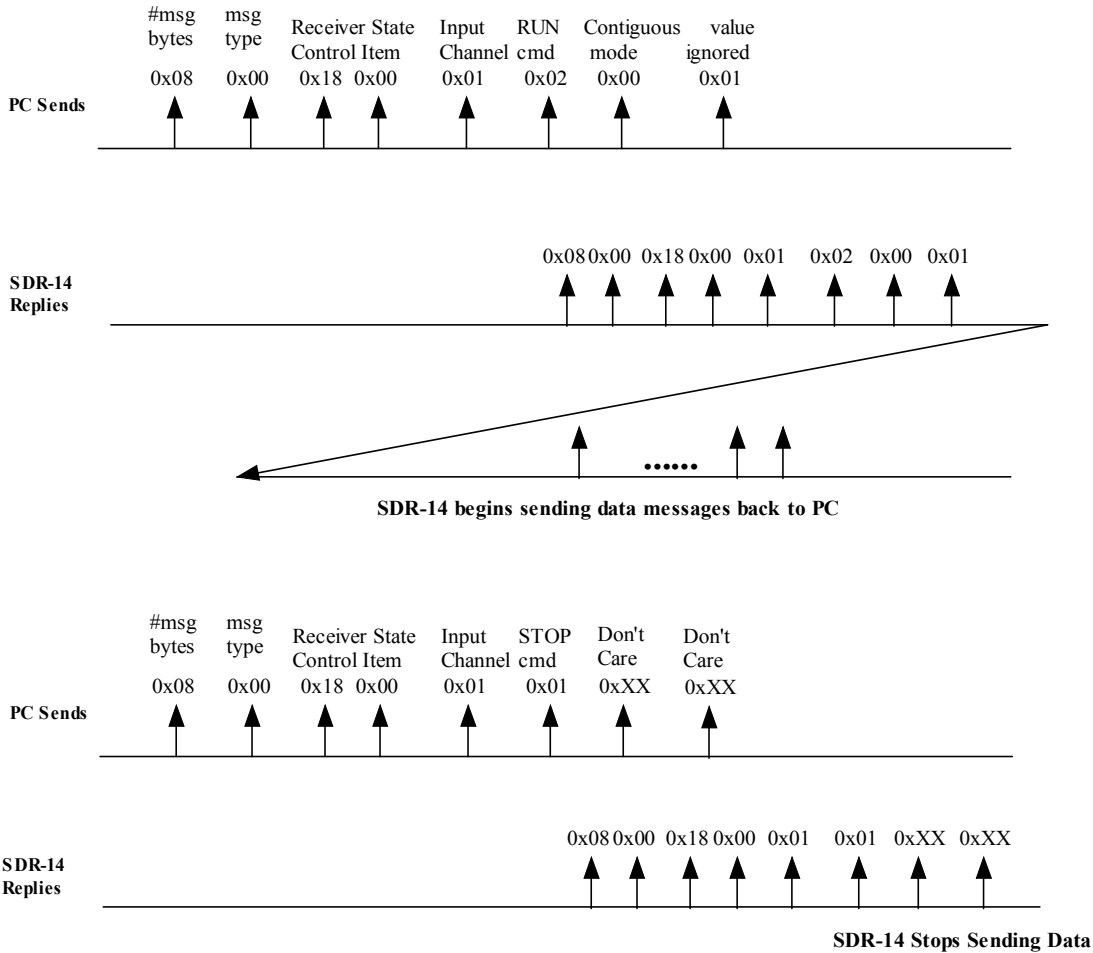 #msg bytes
msg type
Receiver State Control Item
Input Channel
RUN cmd
Contiguous mode
value ignored
0x08 0x00 0x18 0x00 0x01 0x02 0x00 0x01
PC Sends
0x08 0x00 0x18 0x00 0x01 0x02 0x00 0x01
SDR-14
Replies
SDR-14 begins sending data messages back to PC
#msg bytes
msg type
Receiver State Control Item
Input Channel
STOP cmd
Don't Care
Don't Care
0x08 0x00 0x18 0x00 0x01 0x01 0xXX 0xXX
PC Sends
0x08 0x00 0x18 0x00 0x01 0x01 0xXX 0xXX
SDR-14
Replies
SDR-14 Stops Sending Data